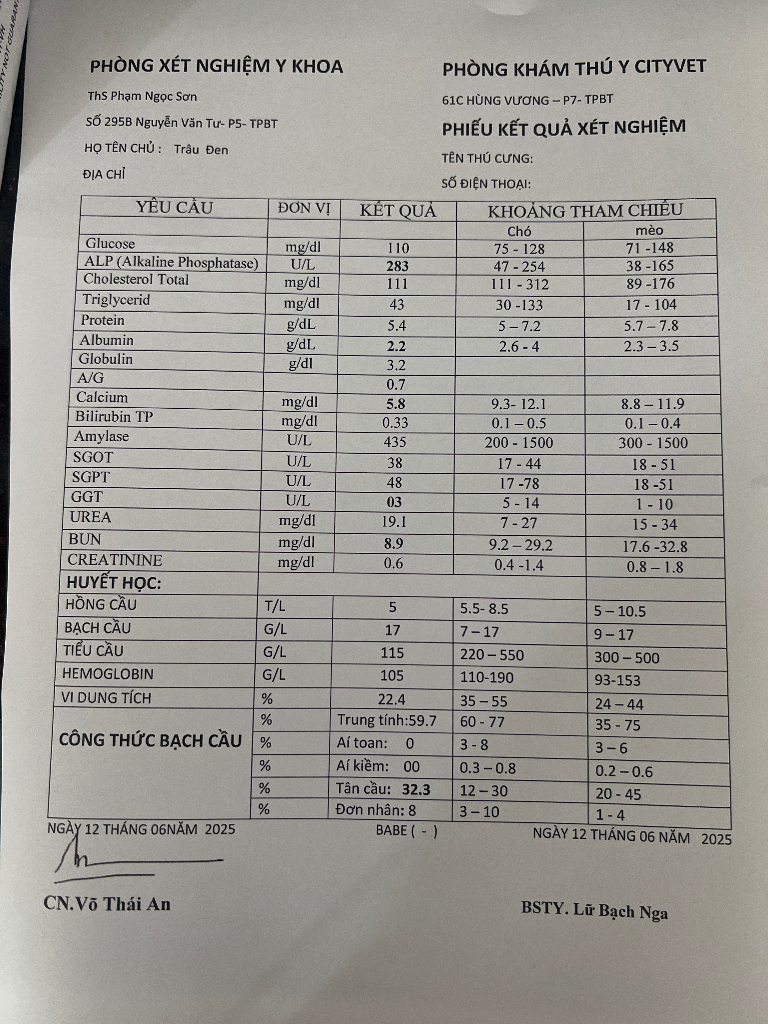 PHÒNG XÉT NGHIỆM Y KHOA
ThS Phạm Ngọc Sơn
SỐ 295B Nguyễn Văn Tư- P5- TPBT
HỌ TÊN CHỦ : Trâu Đen
ĐỊA CHỈ
PHÒNG KHÁM THÚ Y CITYVET
61C HÙNG VƯƠNG – P7- TPBT
PHIẾU KẾT QUẢ XÉT NGHIỆM
TÊN THÚ CƯNG:
SỐ ĐIỆN THOẠI:
YÊU CẦU ĐƠN VỊ KẾT QUẢ KHOẢNG THAM CHIẾU
Chó mèo
Glucose mg/dl 110 75 - 128 71 -148
ALP (Alkaline Phosphatase) U/L 283 47 - 254 38 -165
Cholesterol Total mg/dl 111 111 - 312 89 -176
Triglycerid mg/dl 43 30 -133 17 - 104
Protein g/dL 5.4 5 – 7.2 5.7 – 7.8
Albumin g/dL 2.2 2.6 - 4 2.3 – 3.5
Globulin g/dl 3.2
A/G 0.7
Calcium mg/dl 5.8 9.3- 12.1 8.8 – 11.9
Bilirubin TP mg/dl 0.33 0.1 – 0.5 0.1 – 0.4
Amylase U/L 435 200 - 1500 300 - 1500
SGOT U/L 38 17 - 44 18 - 51
SGPT U/L 48 17 -78 18 -51
GGT U/L 03 5 - 14 1 - 10
UREA mg/dl 19.1 7 - 27 15 - 34
BUN mg/dl 8.9 9.2 – 29.2 17.6 -32.8
CREATININE mg/dl 0.6 0.4 -1.4 0.8 – 1.8
HUYẾT HỌC:
HỒNG CẦU T/L 5 5.5- 8.5 5 – 10.5
BẠCH CẦU G/L 17 7 – 17 9 – 17
TIỂU CẦU G/L 115 220 – 550 300 – 500
HEMOGLOBIN G/L 105 110-190 93-153
VI DUNG TÍCH % 22.4 35 – 55 24 – 44
CÔNG THỨC BẠCH CẦU % Trung tính:59.7 60 - 77 35 - 75
% Aí toan: 0 3 - 8 3 – 6
% Aí kiềm: 00 0.3 – 0.8 0.2 – 0.6
% Tân cầu: 32.3 12 – 30 20 - 45
% Đơn nhân: 8 3 – 10 1 - 4
NGÀY 12 THÁNG 06NĂM 2025 BABE ( - ) NGÀY 12 THÁNG 06 NĂM 2025
CN.Võ Thái An BSTY. Lữ Bạch Nga